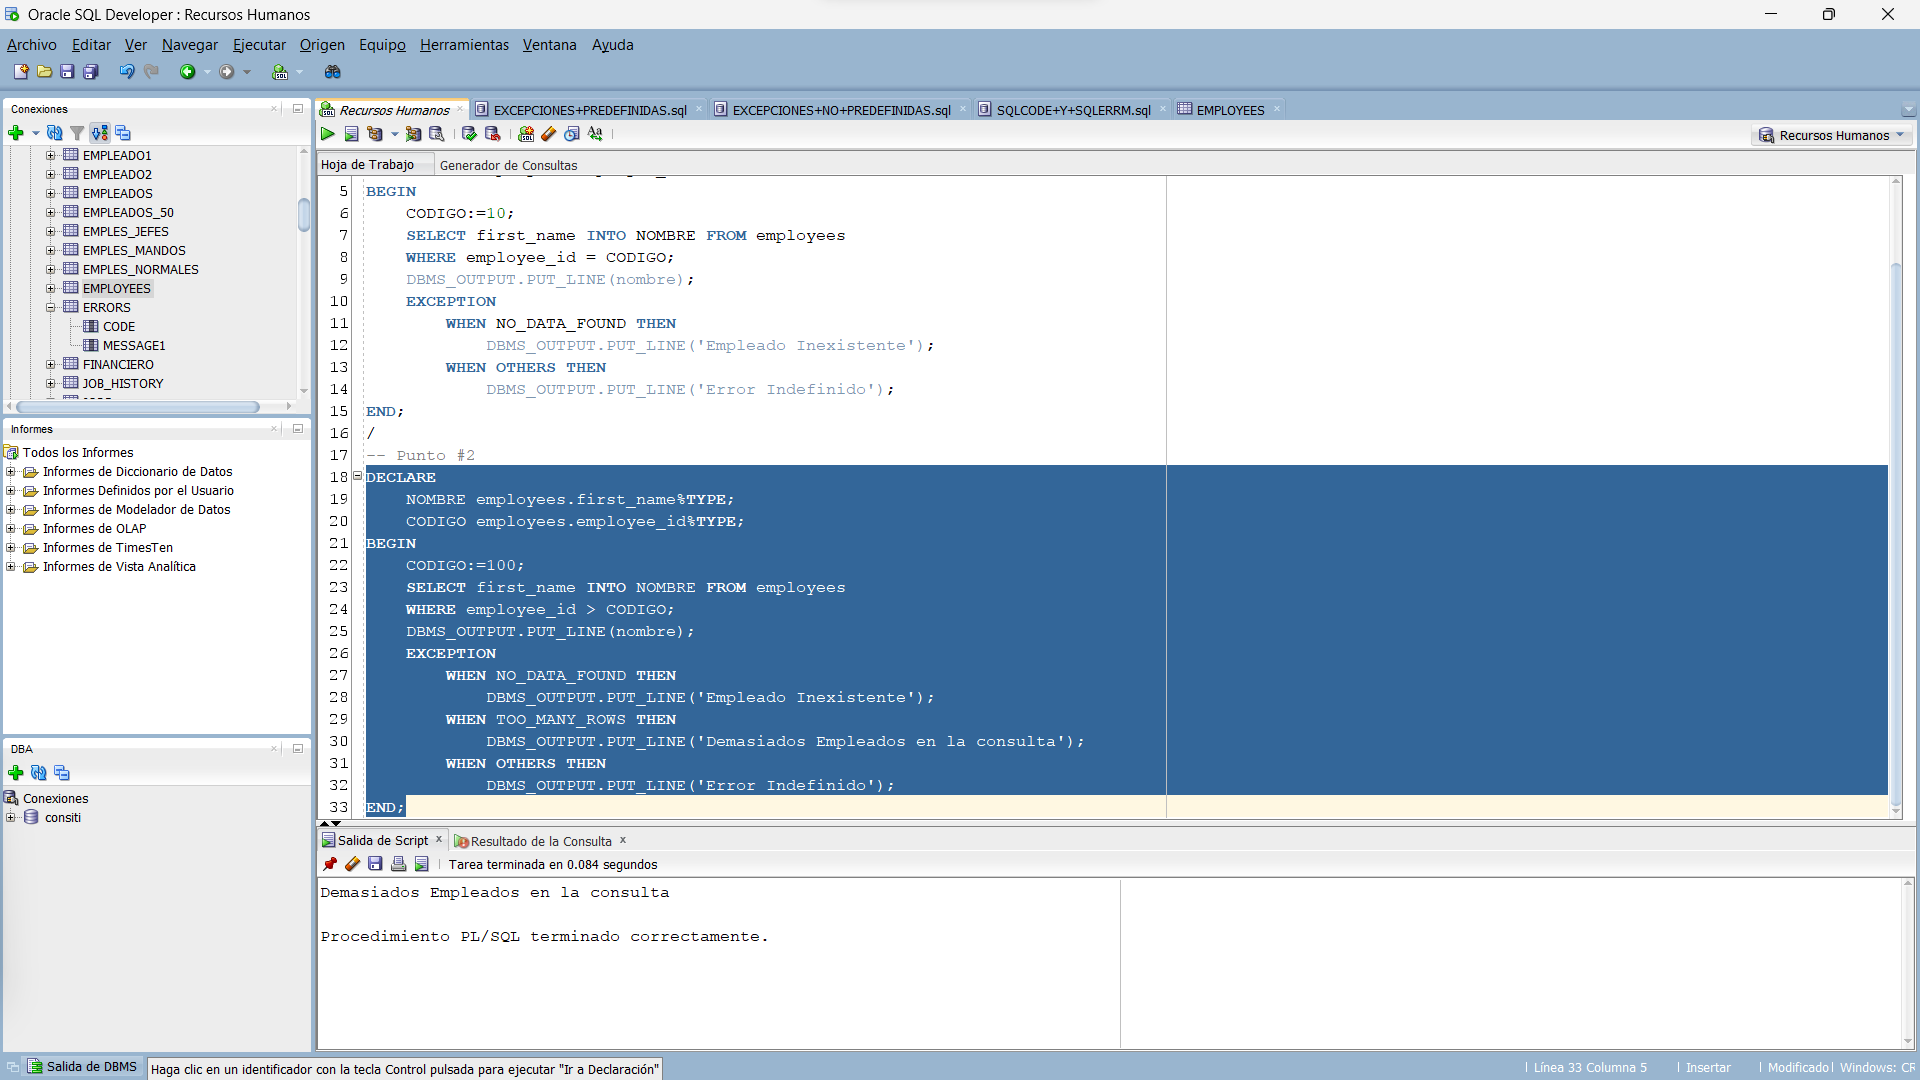 Oracle SQL Developer : Recursos Humanos
Archivo Editar Ver Navegar Ejecutar Origen Equipo Herramientas Ventana Ayuda
Conexiones
EMPLEADO1
EMPLEADO2
EMPLEADOS
EMPLEADOS_50
EMPLES_JEFES
EMPLES_MANDOS
EMPLES_NORMALES
EMPLOYEES
ERRORS
CODE
MESSAGE1
FINANCIERO
JOB_HISTORY
Informes
Todos los Informes
Informes de Diccionario de Datos
Informes Definidos por el Usuario
Informes de Modelador de Datos
Informes de OLAP
Informes de TimesTen
Informes de Vista Analítica
DBA
Conexiones
consiti
Recursos Humanos EXCEPCIONES+PREDEFINIDAS.sql EXCEPCIONES+NO+PREDEFINIDAS.sql SQLCODE+Y+SQLERRM.sql EMPLOYEES
Recursos Humanos
Hoja de Trabajo Generador de Consultas
5 BEGIN
6 CODIGO:=10;
7 SELECT first_name INTO NOMBRE FROM employees
8 WHERE employee_id = CODIGO;
9 DBMS_OUTPUT.PUT_LINE(nombre);
10 EXCEPTION
11 WHEN NO_DATA_FOUND THEN
12 DBMS_OUTPUT.PUT_LINE('Empleado Inexistente');
13 WHEN OTHERS THEN
14 DBMS_OUTPUT.PUT_LINE('Error Indefinido');
15 END;
16 /
17 -- Punto #2
18 DECLARE
19 NOMBRE employees.first_name%TYPE;
20 CODIGO employees.employee_id%TYPE;
21 BEGIN
22 CODIGO:=100;
23 SELECT first_name INTO NOMBRE FROM employees
24 WHERE employee_id > CODIGO;
25 DBMS_OUTPUT.PUT_LINE(nombre);
26 EXCEPTION
27 WHEN NO_DATA_FOUND THEN
28 DBMS_OUTPUT.PUT_LINE('Empleado Inexistente');
29 WHEN TOO_MANY_ROWS THEN
30 DBMS_OUTPUT.PUT_LINE('Demasiados Empleados en la consulta');
31 WHEN OTHERS THEN
32 DBMS_OUTPUT.PUT_LINE('Error Indefinido');
33 END;
Salida de Script Resultado de la Consulta
Tarea terminada en 0.084 segundos
Demasiados Empleados en la consulta
Procedimiento PL/SQL terminado correctamente.
Salida de DBMS
Haga clic en un identificador con la tecla Control pulsada para ejecutar "Ir a Declaración"
Línea 33 Columna 5 Insertar Modificado Windows: CR